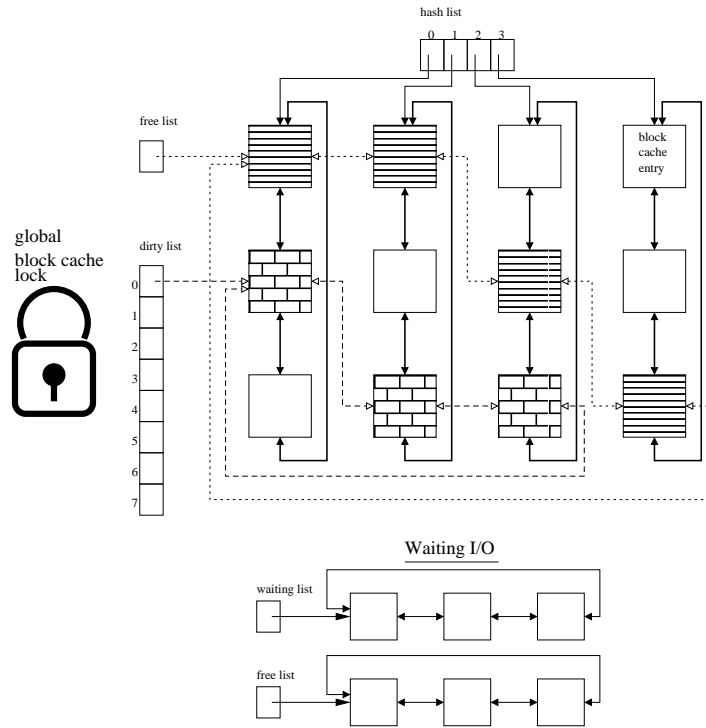 hash list
0 1 2 3
free list
block
cache
entry
global
block cache
lock
dirty list
0
1
2
3
4
5
6
7
Waiting I/O
waiting list
free list